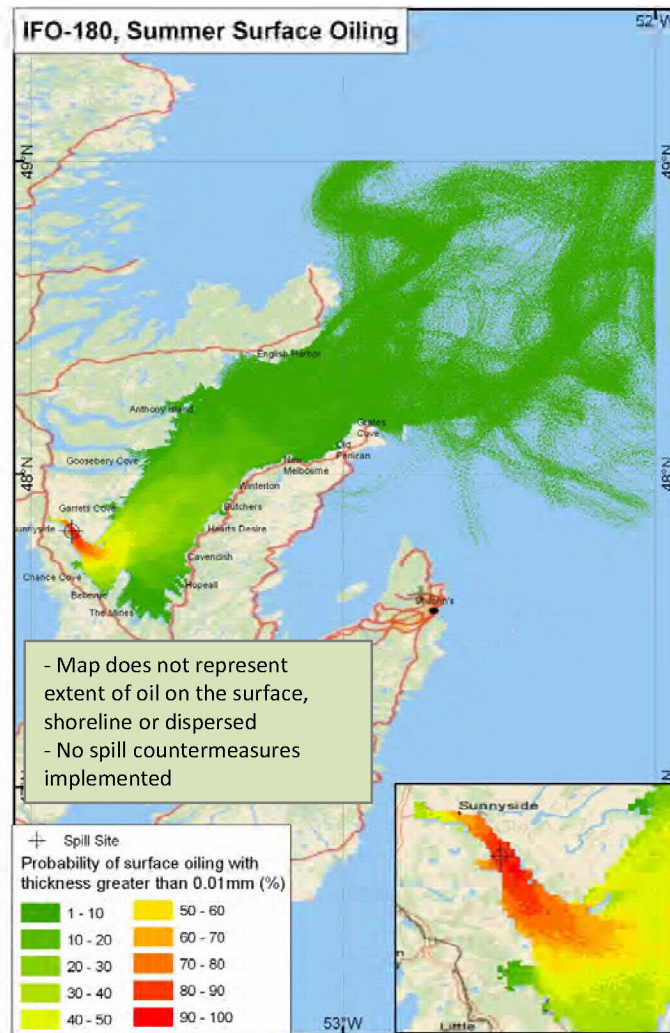 IFO-180, Summer Surface Oiling
52°W
49°N
49°N
English Harbor
Anthony Island
Grates
Cove
Old
Perlican
Goosebery Cove
New
Melbourne
48°N
48°N
Winterton
Garrets Cove
Butchers
Sunnyside
Hearts Desire
Cavendish
Chance Cove
Hopeall
Bellevue
The Mines
St John's
- Map does not represent
extent of oil on the surface,
shoreline or dispersed
- No spill countermeasures
implemented
Spill Site
Probability of surface oiling with
thickness greater than 0.01mm (%)
1 - 10
50 - 60
10 - 20
60 - 70
20 - 30
70 - 80
30 - 40
80 - 90
40 - 50
90 - 100
53°W
Sunnyside
Little